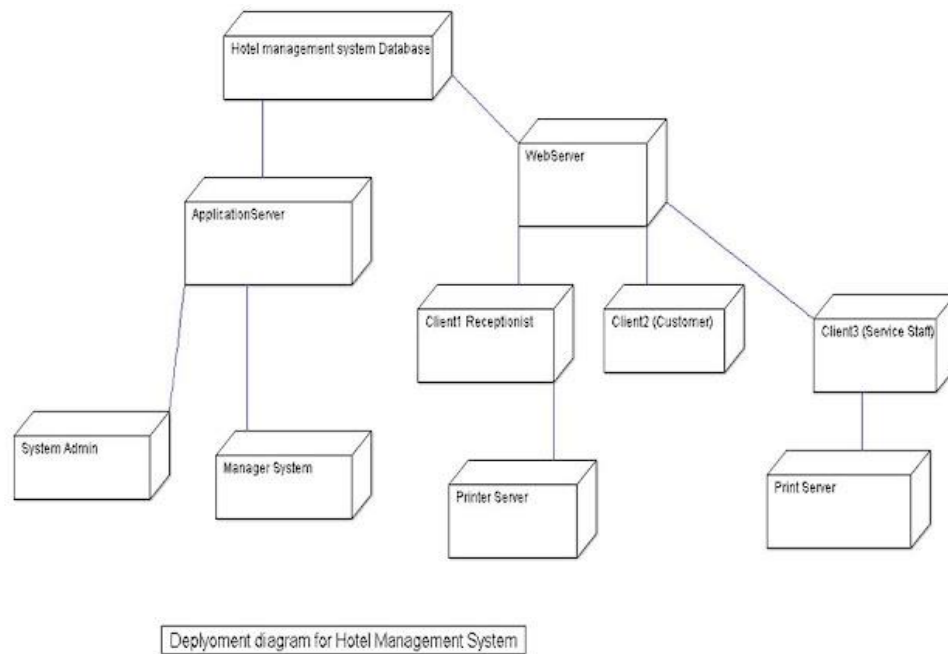 Hotel management system Database
WebServer
ApplicationServer
Client1 Receptionist
Client2 (Customer)
Client3 (Service Staff)
System Admin
Manager System
Printer Server
Print Server
Deplyoment diagram for Hotel Management System